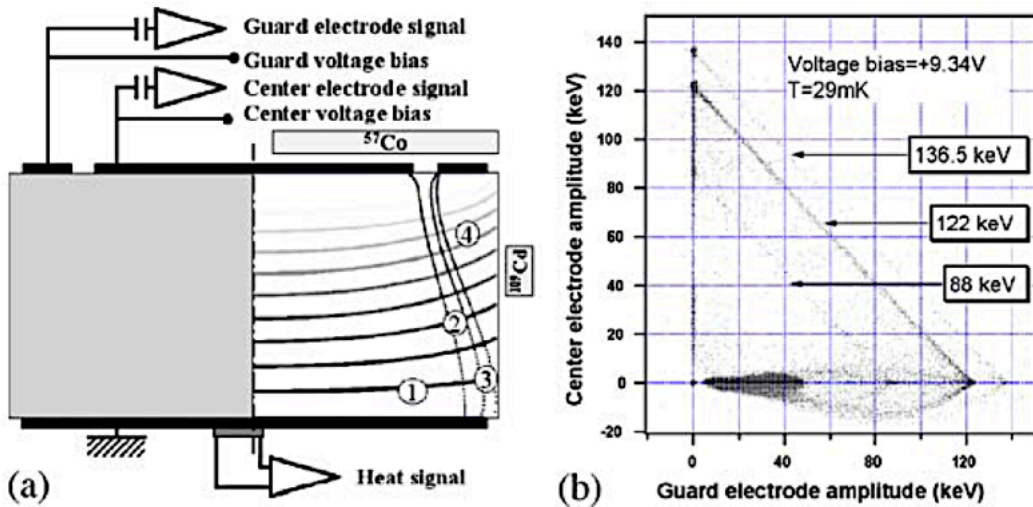 Guard electrode signal
Guard voltage bias
Center electrode signal
Center voltage bias
⁵⁷Co
④
¹⁰⁹Cd
②
③
①
Heat signal
(a)
Center electrode amplitude (keV)
140
120
100
80
60
40
20
0
-20
Voltage bias=+9.34V
T=29mK
136.5 keV
122 keV
88 keV
0
40
80
120
Guard electrode amplitude (keV)
(b)